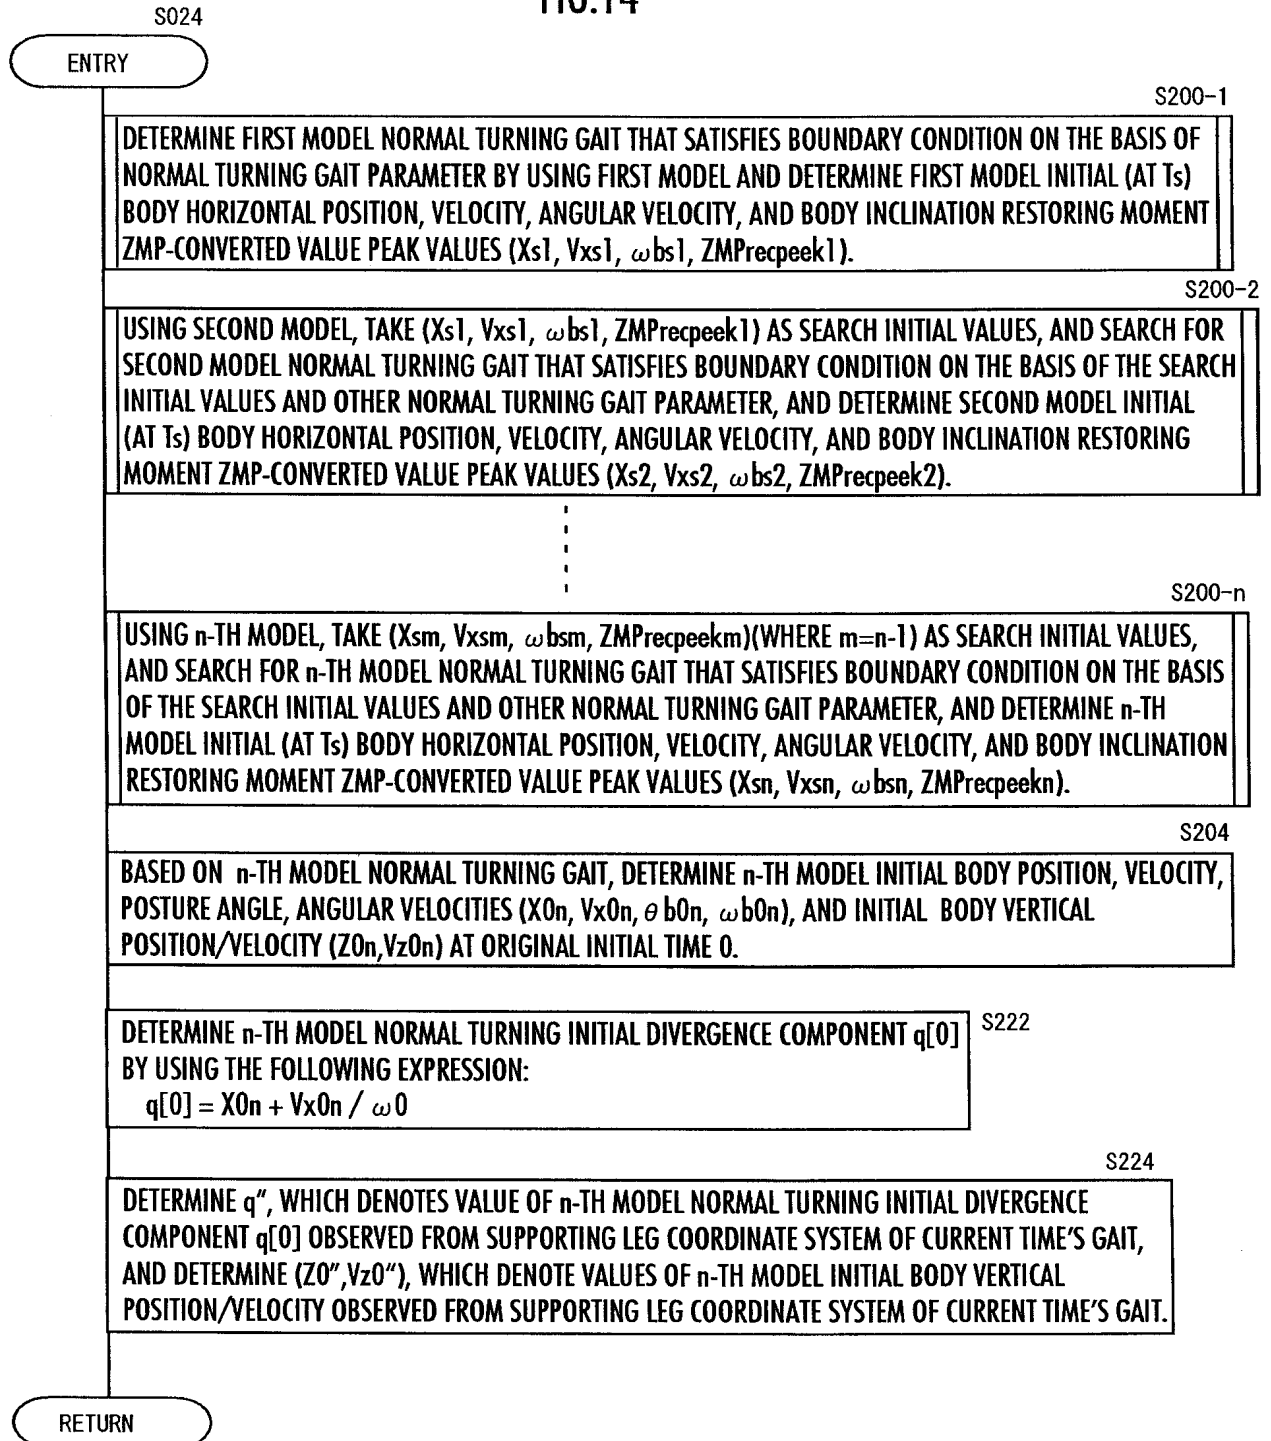 FIG.14
S024
ENTRY
S200-1
DETERMINE FIRST MODEL NORMAL TURNING GAIT THAT SATISFIES BOUNDARY CONDITION ON THE BASIS OF
NORMAL TURNING GAIT PARAMETER BY USING FIRST MODEL AND DETERMINE FIRST MODEL INITIAL (AT Ts)
BODY HORIZONTAL POSITION, VELOCITY, ANGULAR VELOCITY, AND BODY INCLINATION RESTORING MOMENT
ZMP-CONVERTED VALUE PEAK VALUES (Xs1, Vxs1, ωbs1, ZMPrecpeek1).
S200-2
USING SECOND MODEL, TAKE (Xs1, Vxs1, ωbs1, ZMPrecpeek1) AS SEARCH INITIAL VALUES, AND SEARCH FOR
SECOND MODEL NORMAL TURNING GAIT THAT SATISFIES BOUNDARY CONDITION ON THE BASIS OF THE SEARCH
INITIAL VALUES AND OTHER NORMAL TURNING GAIT PARAMETER, AND DETERMINE SECOND MODEL INITIAL
(AT Ts) BODY HORIZONTAL POSITION, VELOCITY, ANGULAR VELOCITY, AND BODY INCLINATION RESTORING
MOMENT ZMP-CONVERTED VALUE PEAK VALUES (Xs2, Vxs2, ωbs2, ZMPrecpeek2).
S200-n
USING n-TH MODEL, TAKE (Xsm, Vxsm, ωbsm, ZMPrecpeekm)(WHERE m=n-1) AS SEARCH INITIAL VALUES,
AND SEARCH FOR n-TH MODEL NORMAL TURNING GAIT THAT SATISFIES BOUNDARY CONDITION ON THE BASIS
OF THE SEARCH INITIAL VALUES AND OTHER NORMAL TURNING GAIT PARAMETER, AND DETERMINE n-TH
MODEL INITIAL (AT Ts) BODY HORIZONTAL POSITION, VELOCITY, ANGULAR VELOCITY, AND BODY INCLINATION
RESTORING MOMENT ZMP-CONVERTED VALUE PEAK VALUES (Xsn, Vxsn, ωbsn, ZMPrecpeekn).
S204
BASED ON n-TH MODEL NORMAL TURNING GAIT, DETERMINE n-TH MODEL INITIAL BODY POSITION, VELOCITY,
POSTURE ANGLE, ANGULAR VELOCITIES (X0n, Vx0n, θb0n, ωb0n), AND INITIAL BODY VERTICAL
POSITION/VELOCITY (Z0n,Vz0n) AT ORIGINAL INITIAL TIME 0.
DETERMINE n-TH MODEL NORMAL TURNING INITIAL DIVERGENCE COMPONENT q[0] S222
BY USING THE FOLLOWING EXPRESSION:
q[0] = X0n + Vx0n / ω0
S224
DETERMINE q″, WHICH DENOTES VALUE OF n-TH MODEL NORMAL TURNING INITIAL DIVERGENCE
COMPONENT q[0] OBSERVED FROM SUPPORTING LEG COORDINATE SYSTEM OF CURRENT TIME'S GAIT,
AND DETERMINE (Z0″,Vz0″), WHICH DENOTE VALUES OF n-TH MODEL INITIAL BODY VERTICAL
POSITION/VELOCITY OBSERVED FROM SUPPORTING LEG COORDINATE SYSTEM OF CURRENT TIME'S GAIT.
RETURN